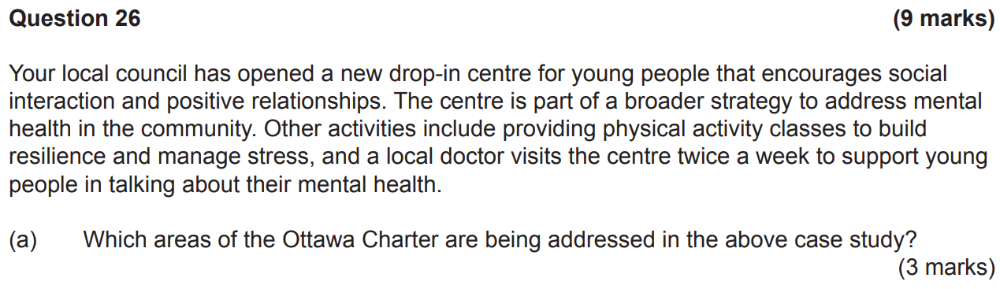 Question 26 (9 marks)
Your local council has opened a new drop-in centre for young people that encourages social
interaction and positive relationships. The centre is part of a broader strategy to address mental
health in the community. Other activities include providing physical activity classes to build
resilience and manage stress, and a local doctor visits the centre twice a week to support young
people in talking about their mental health.
(a) Which areas of the Ottawa Charter are being addressed in the above case study?
(3 marks)